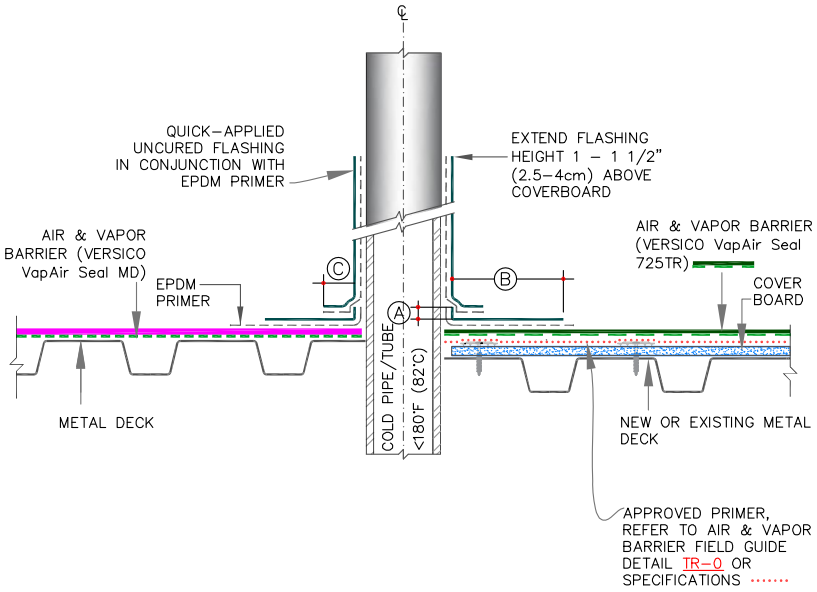 ℄
QUICK-APPLIED
UNCURED FLASHING
IN CONJUNCTION WITH
EPDM PRIMER
EXTEND FLASHING
HEIGHT 1 - 1 1/2"
(2.5-4cm) ABOVE
COVERBOARD
AIR & VAPOR
BARRIER (VERSICO
VapAir Seal MD)
EPDM
PRIMER
C
B
A
AIR & VAPOR BARRIER
(VERSICO VapAir Seal
725TR)
COVER
BOARD
COLD PIPE/TUBE
<180°F (82°C)
METAL DECK
NEW OR EXISTING METAL
DECK
APPROVED PRIMER,
REFER TO AIR & VAPOR
BARRIER FIELD GUIDE
DETAIL TR-0 OR
SPECIFICATIONS